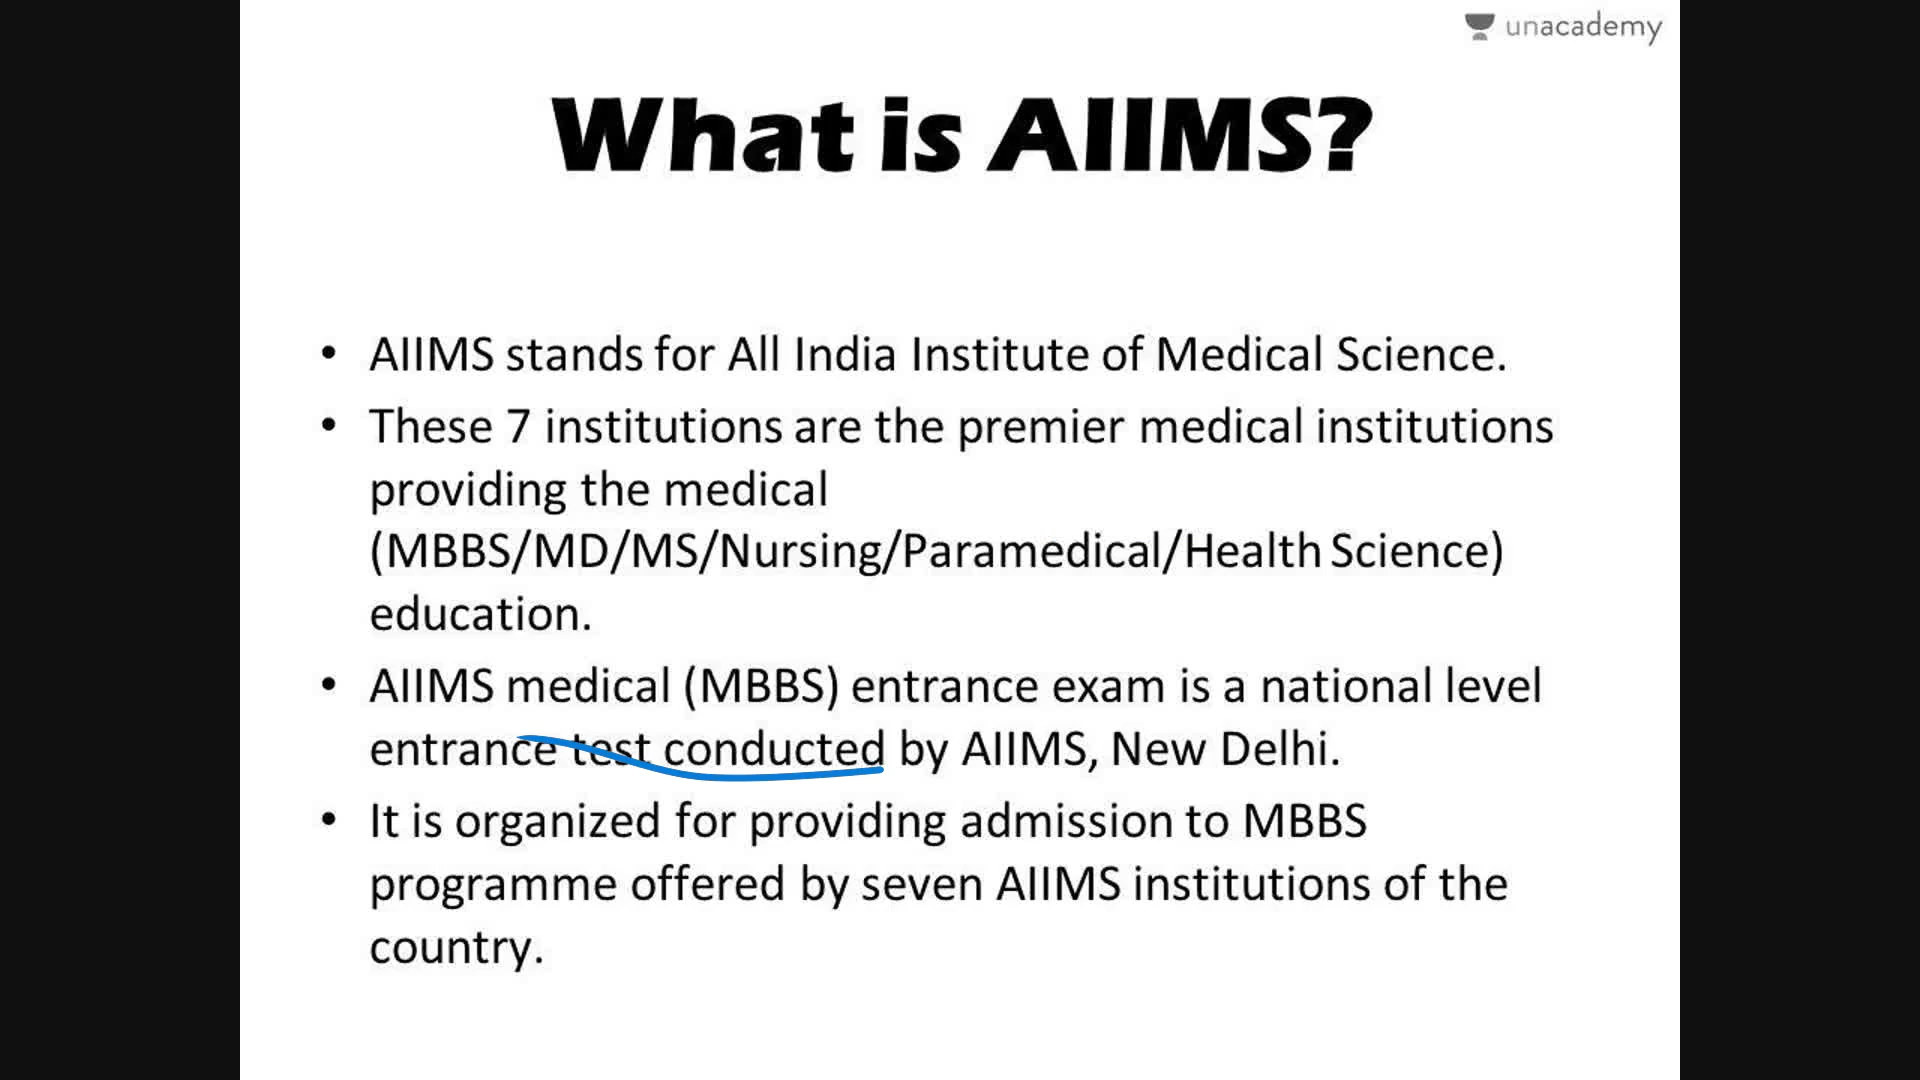 unacademy
What is AIIMS?
• AIIMS stands for All India Institute of Medical Science.
• These 7 institutions are the premier medical institutions
providing the medical
(MBBS/MD/MS/Nursing/Paramedical/Health Science)
education.
• AIIMS medical (MBBS) entrance exam is a national level
entrance test conducted by AIIMS, New Delhi.
• It is organized for providing admission to MBBS
programme offered by seven AIIMS institutions of the
country.